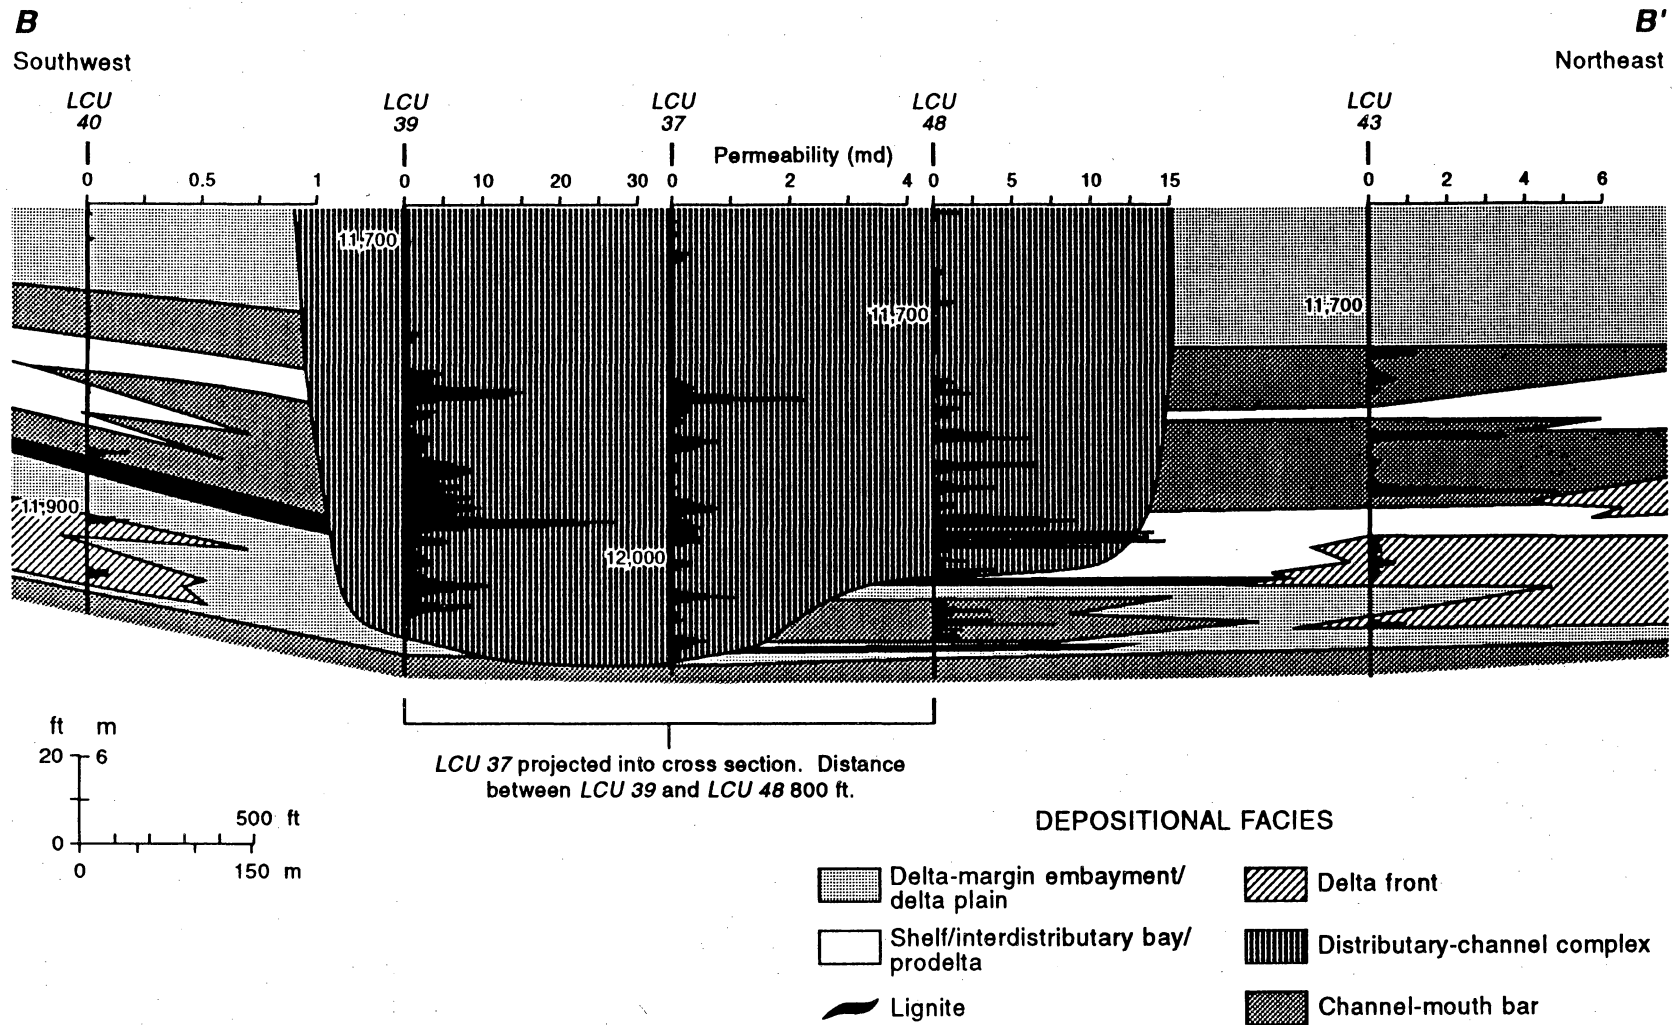 B B'
Southwest Northeast
LCU LCU LCU LCU LCU
40 39 37 48 43
Permeability (md)
0 0.5 1 0 10 20 30 0 2 4 0 5 10 15 0 2 4 6
11,700
11,700
11,700
11,900
12,000
ft m
20 6
500 ft
0
0 150 m
LCU 37 projected into cross section. Distance
between LCU 39 and LCU 48 800 ft.
DEPOSITIONAL FACIES
Delta-margin embayment/
delta plain
Shelf/interdistributary bay/
prodelta
Lignite
Delta front
Distributary-channel complex
Channel-mouth bar